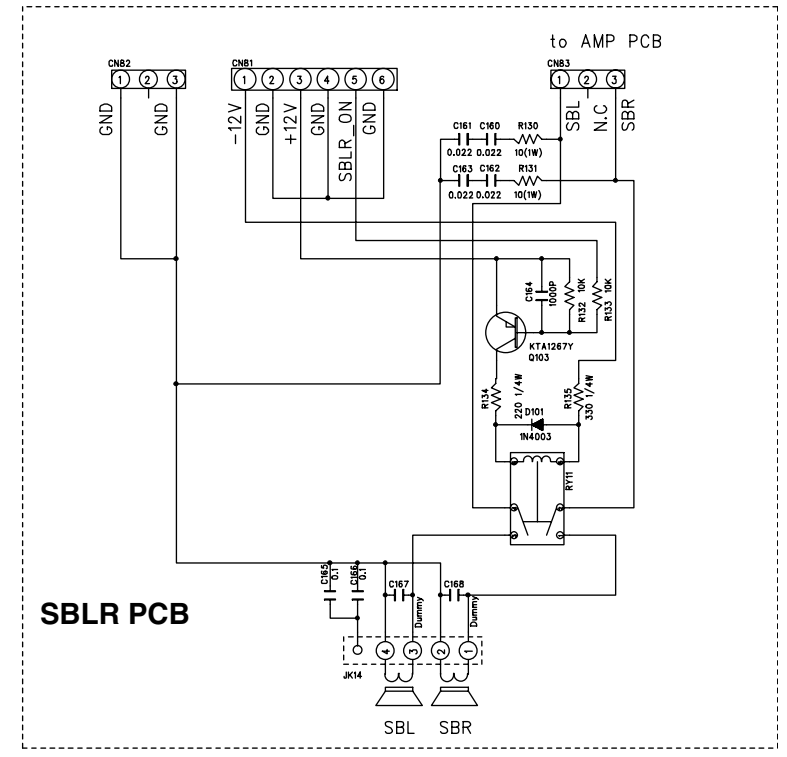 to AMP PCB
CN82
CN81
CN83
1 2 3
1 2 3 4 5 6
1 2 3
GND
GND
-12V
GND
+12V
GND
SBLR_ON
GND
SBL
N.C
SBR
C161 C160 R130
0.022 0.022 10(1W)
C163 C162 R131
0.022 0.022 10(1W)
C164
1000P
R132 10K
R133 10K
KTA1267Y
Q103
R134
220 1/4W
R135
330 1/4W
D101
1N4003
RY11
C165
0.1
C166
0.1
C167
Dummy
C168
Dummy
SBLR PCB
JK14
4 3 2 1
SBL SBR